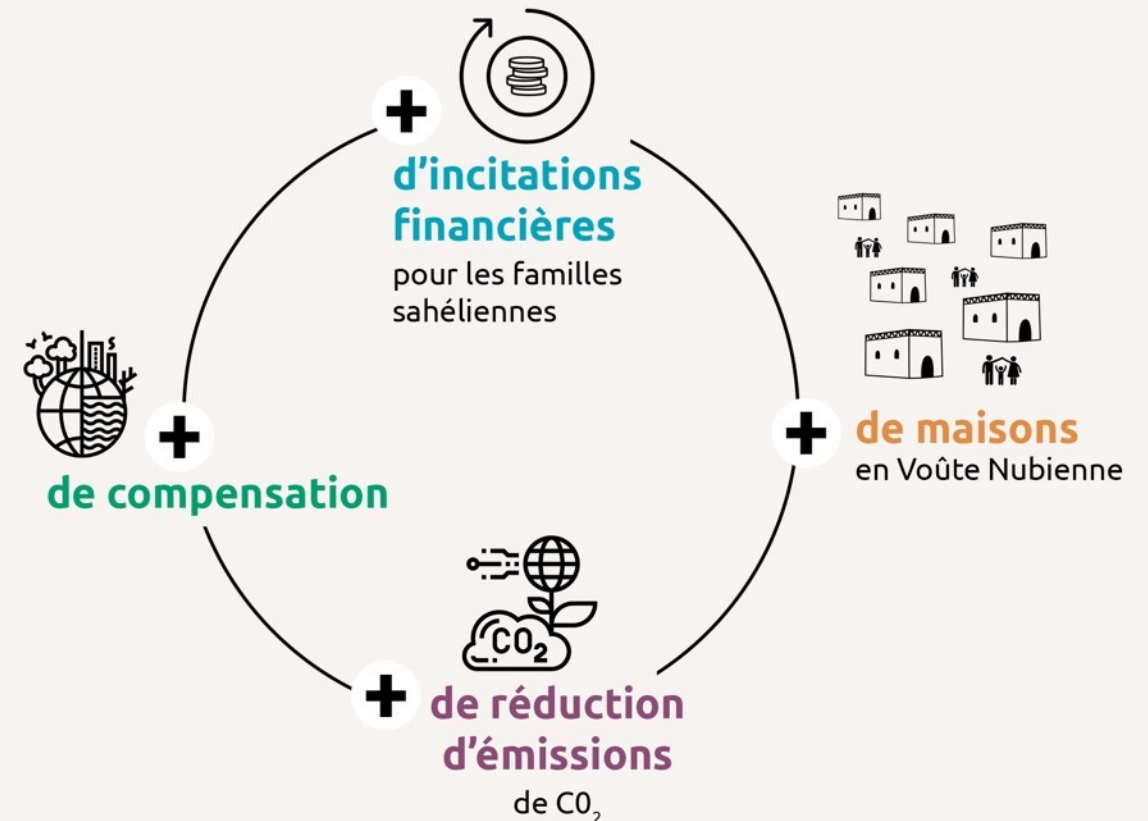 +
d'incitations
financières
pour les familles
sahéliennes
+
de maisons
en Voûte Nubienne
CO₂
+
de réduction
d'émissions
de C0₂
+
de compensation